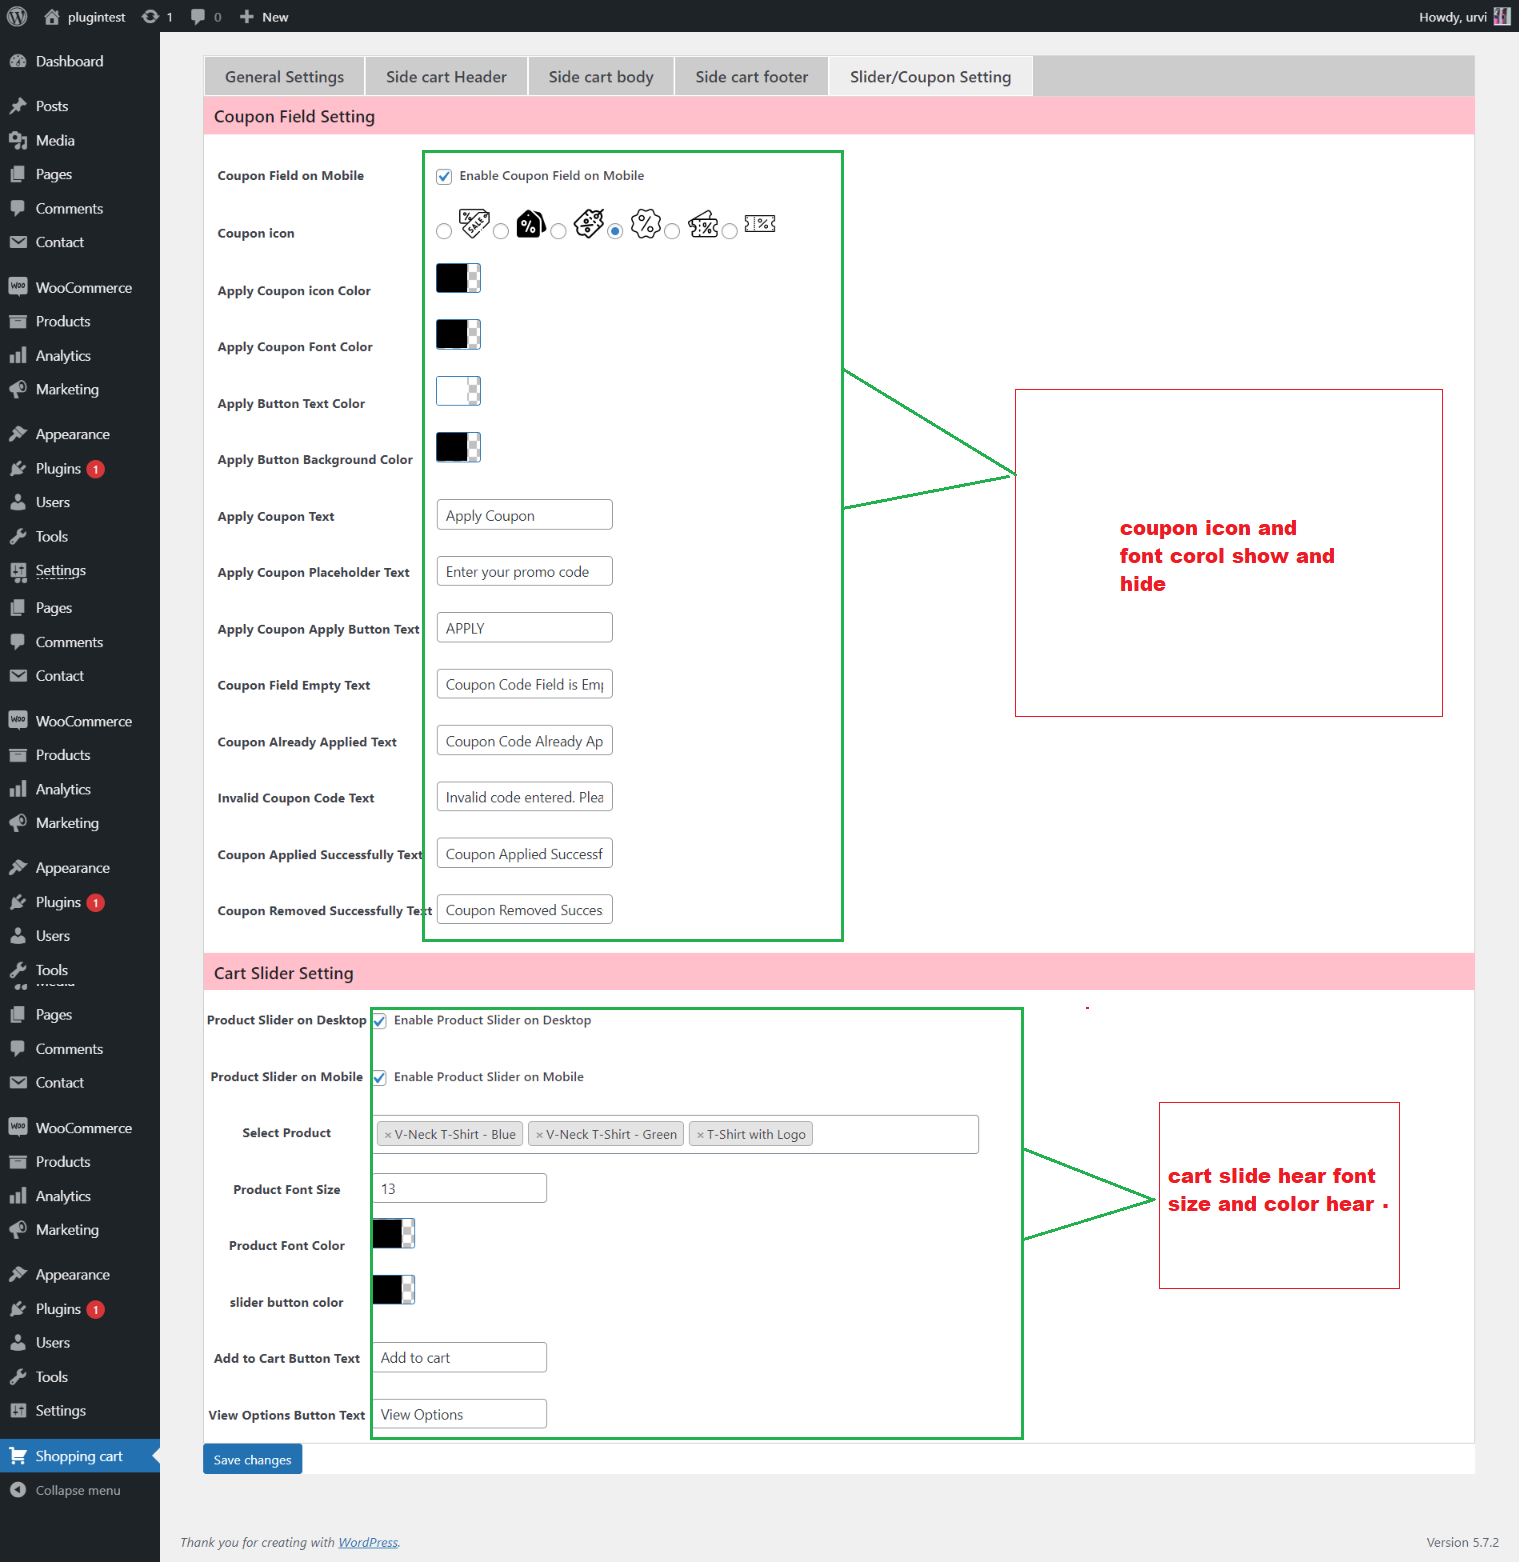 plugintest
1
0
New
Howdy, urvi
Dashboard
Posts
Media
Pages
Comments
Contact
WooCommerce
Products
Analytics
Marketing
Appearance
Plugins 1
Users
Tools
Settings
Pages
Comments
Contact
WooCommerce
Products
Analytics
Marketing
Appearance
Plugins 1
Users
Tools
Pages
Comments
Contact
WooCommerce
Products
Analytics
Marketing
Appearance
Plugins 1
Users
Tools
Settings
Shopping cart
Collapse menu
General Settings
Side cart Header
Side cart body
Side cart footer
Slider/Coupon Setting
Coupon Field Setting
Coupon Field on Mobile
Enable Coupon Field on Mobile
Coupon icon
Apply Coupon icon Color
Apply Coupon Font Color
Apply Button Text Color
Apply Button Background Color
Apply Coupon Text
Apply Coupon
Apply Coupon Placeholder Text
Enter your promo code
Apply Coupon Apply Button Text
APPLY
Coupon Field Empty Text
Coupon Code Field is Emp
Coupon Already Applied Text
Coupon Code Already Ap
Invalid Coupon Code Text
Invalid code entered. Plea
Coupon Applied Successfully Text
Coupon Applied Successf
Coupon Removed Successfully Text
Coupon Removed Succes
coupon icon and
font corol show and
hide
Cart Slider Setting
Product Slider on Desktop
Enable Product Slider on Desktop
Product Slider on Mobile
Enable Product Slider on Mobile
Select Product
× V-Neck T-Shirt - Blue
× V-Neck T-Shirt - Green
× T-Shirt with Logo
Product Font Size
13
Product Font Color
slider button color
Add to Cart Button Text
Add to cart
View Options Button Text
View Options
cart slide hear font
size and color hear .
Save changes
Thank you for creating with WordPress.
Version 5.7.2